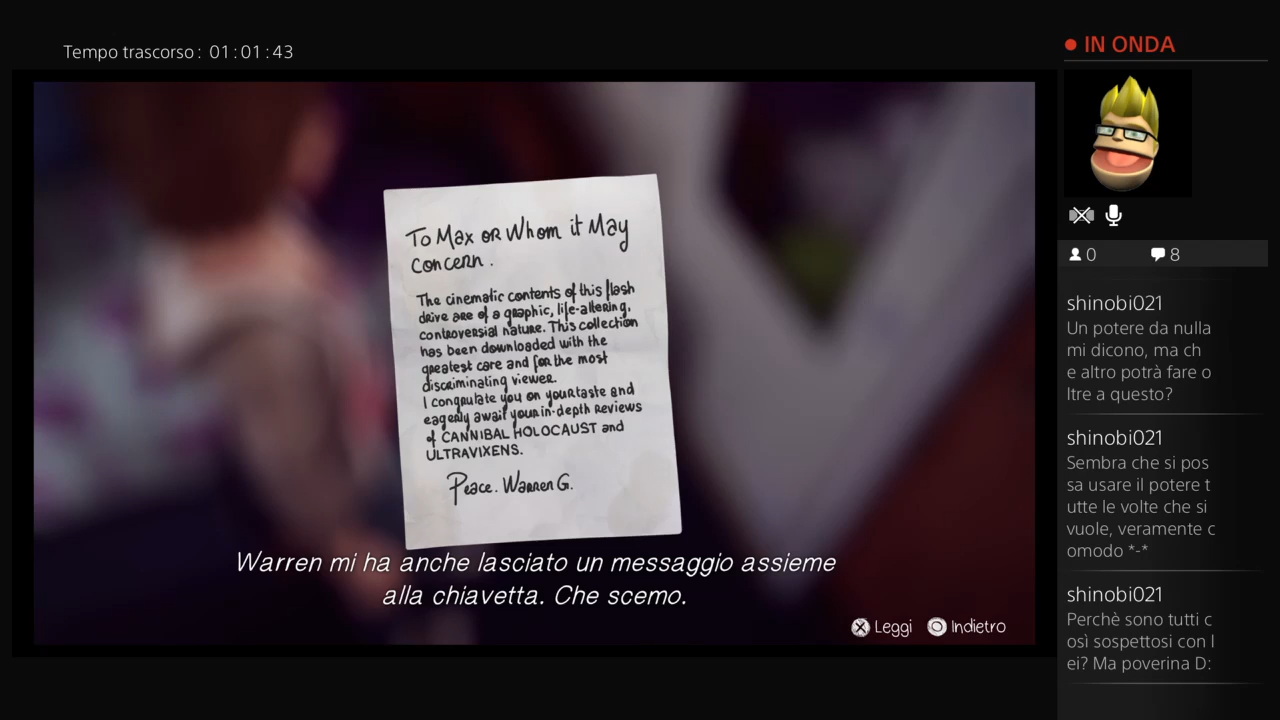 Tempo trascorso: 01:01:43
IN ONDA
0 8
To Max or Whom it May
Concern.
The cinematic contents of this flash
drive are of a graphic, life-altering,
controversial nature. This collection
has been downloaded with the
greatest care and for the most
discriminating viewer.
I congrulate you on your taste and
eagerly await your in-depth reviews
of CANNIBAL HOLOCAUST and
ULTRAVIXENS.
Peace. Warren G.
Warren mi ha anche lasciato un messaggio assieme
alla chiavetta. Che scemo.
Leggi Indietro
shinobi021
Un potere da nulla
mi dicono, ma ch
e altro potrà fare o
ltre a questo?
shinobi021
Sembra che si pos
sa usare il potere t
utte le volte che si
vuole, veramente c
omodo *-*
shinobi021
Perchè sono tutti c
osì sospettosi con l
ei? Ma poverina D: